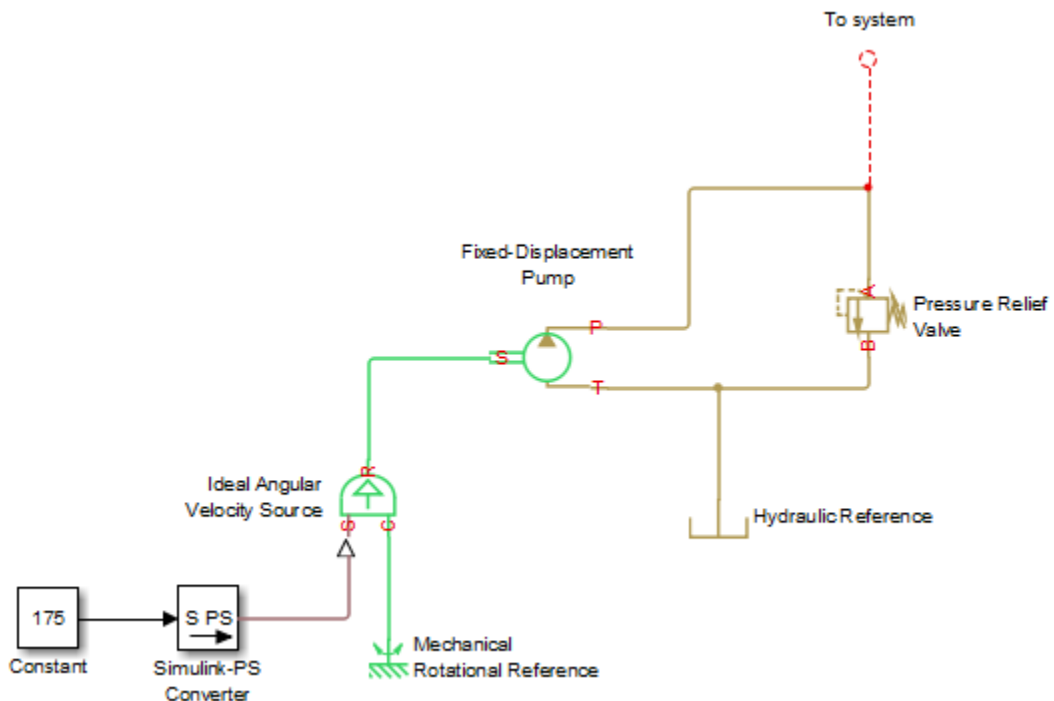 To system
Fixed-Displacement
Pump
P
A
Pressure Relief
Valve
B
S
T
R
Ideal Angular
Velocity Source
S
C
Hydraulic Reference
175
S PS
Constant
Simulink-PS
Converter
Mechanical
Rotational Reference